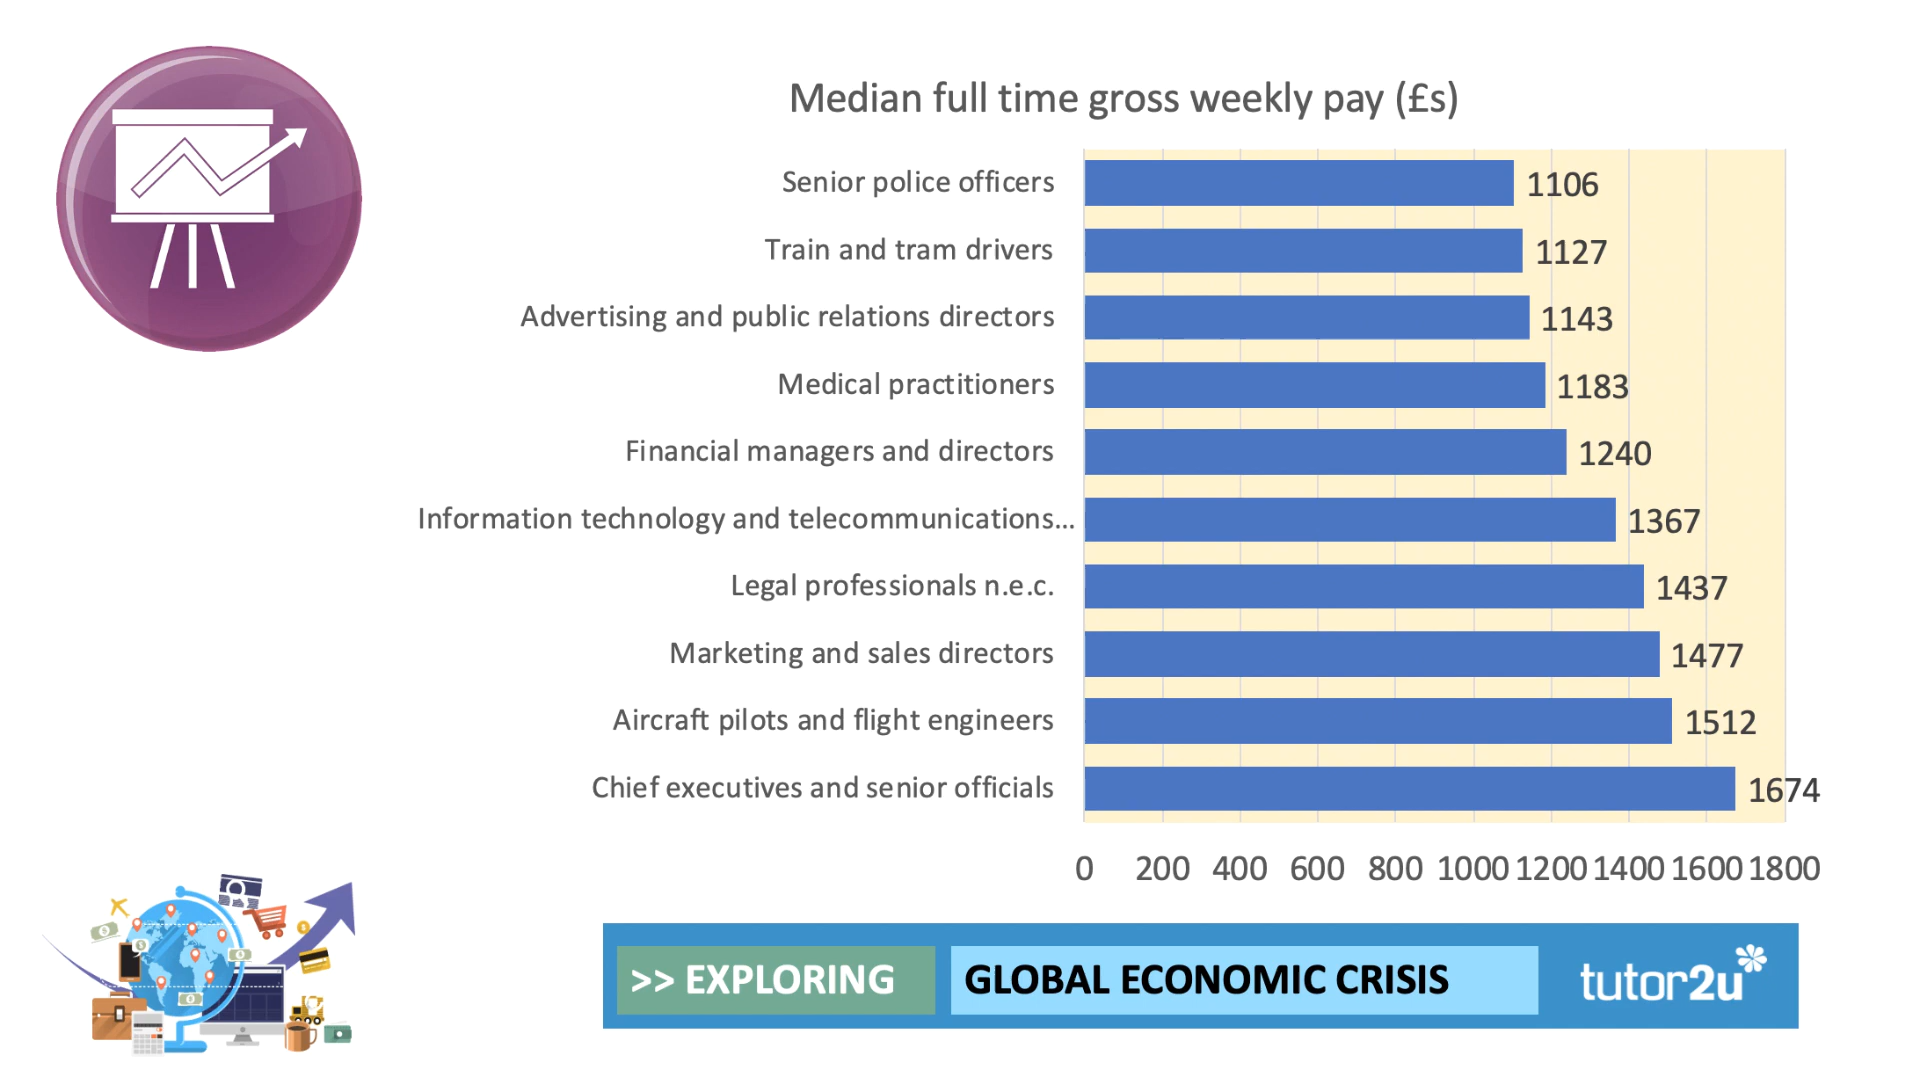 Median full time gross weekly pay (£s)
Senior police officers 1106
Train and tram drivers 1127
Advertising and public relations directors 1143
Medical practitioners 1183
Financial managers and directors 1240
Information technology and telecommunications... 1367
Legal professionals n.e.c. 1437
Marketing and sales directors 1477
Aircraft pilots and flight engineers 1512
Chief executives and senior officials 1674
0 200 400 600 800 1000 1200 1400 1600 1800
>> EXPLORING GLOBAL ECONOMIC CRISIS tutor2u